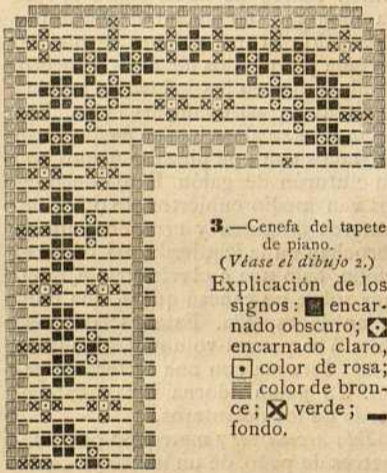 3.—Cenefa del tapete
de piano.
(Véase el dibujo 2.)
Explicación de los
signos: encar-
nado obscuro;
encarnado claro,
color de rosa;
color de bron-
ce; verde;
fondo.